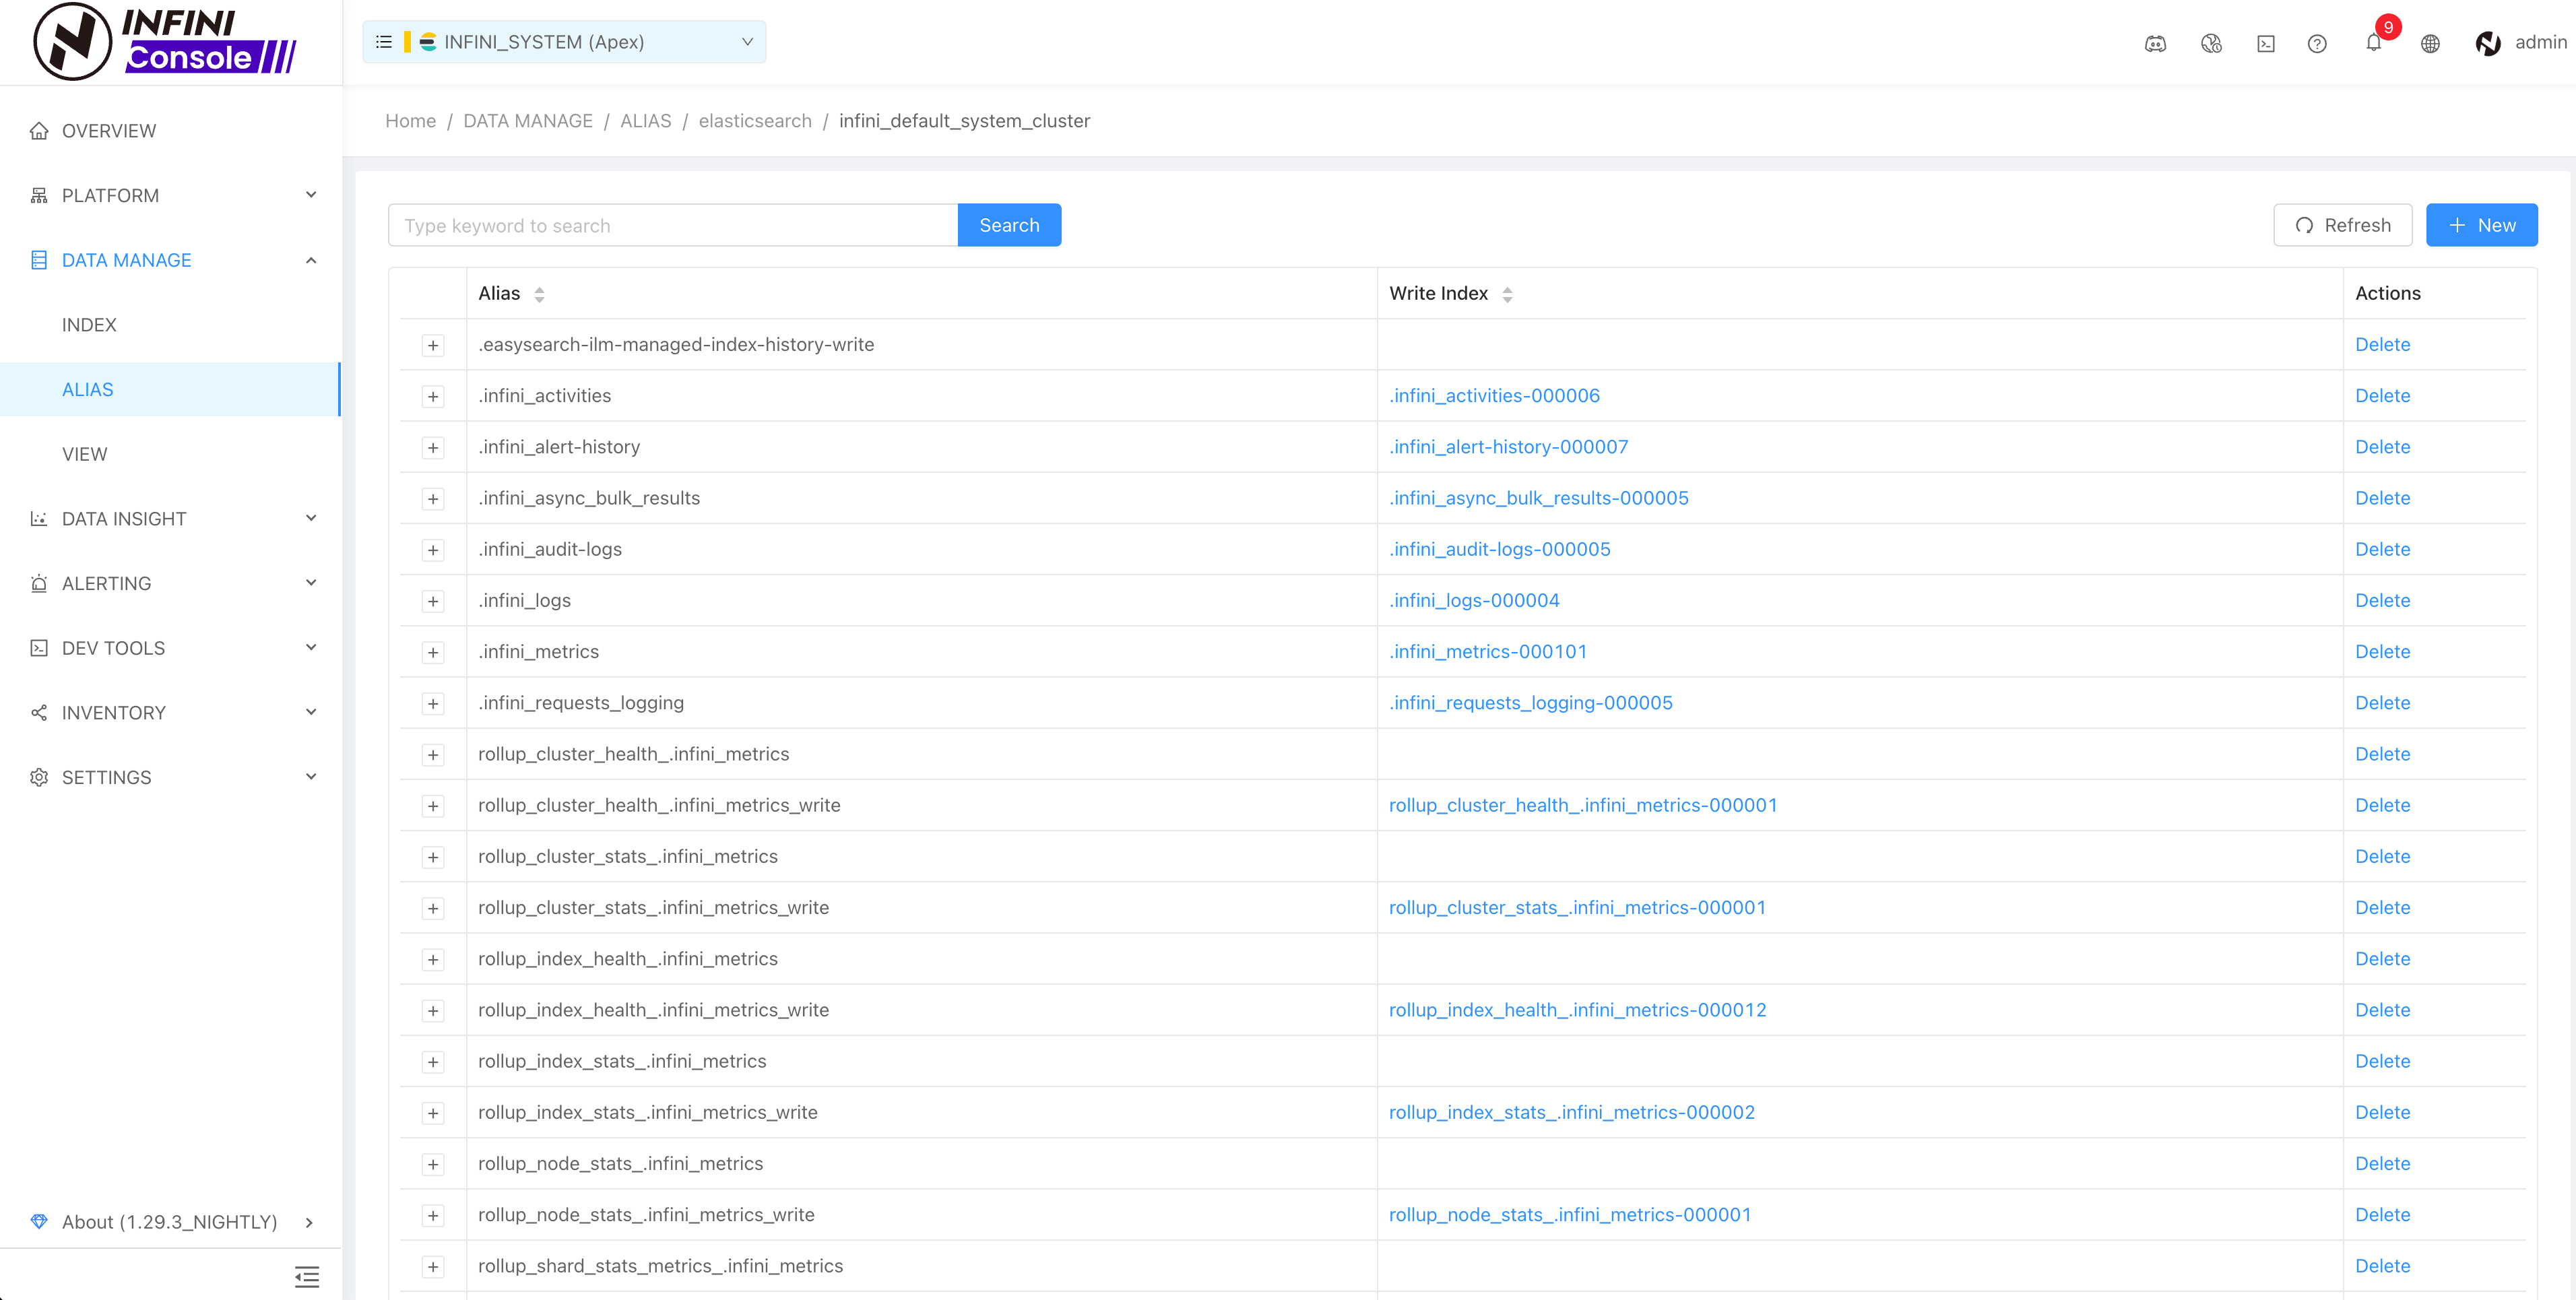 INFINI
Console
INFINI_SYSTEM (Apex)
9
admin
OVERVIEW
PLATFORM
DATA MANAGE
INDEX
ALIAS
VIEW
DATA INSIGHT
ALERTING
DEV TOOLS
INVENTORY
SETTINGS
About (1.29.3_NIGHTLY)
Home / DATA MANAGE / ALIAS / elasticsearch / infini_default_system_cluster
Type keyword to search
Search
Refresh
New
Alias Write Index Actions
.easysearch-ilm-managed-index-history-write Delete
.infini_activities .infini_activities-000006 Delete
.infini_alert-history .infini_alert-history-000007 Delete
.infini_async_bulk_results .infini_async_bulk_results-000005 Delete
.infini_audit-logs .infini_audit-logs-000005 Delete
.infini_logs .infini_logs-000004 Delete
.infini_metrics .infini_metrics-000101 Delete
.infini_requests_logging .infini_requests_logging-000005 Delete
rollup_cluster_health_.infini_metrics Delete
rollup_cluster_health_.infini_metrics_write rollup_cluster_health_.infini_metrics-000001 Delete
rollup_cluster_stats_.infini_metrics Delete
rollup_cluster_stats_.infini_metrics_write rollup_cluster_stats_.infini_metrics-000001 Delete
rollup_index_health_.infini_metrics Delete
rollup_index_health_.infini_metrics_write rollup_index_health_.infini_metrics-000012 Delete
rollup_index_stats_.infini_metrics Delete
rollup_index_stats_.infini_metrics_write rollup_index_stats_.infini_metrics-000002 Delete
rollup_node_stats_.infini_metrics Delete
rollup_node_stats_.infini_metrics_write rollup_node_stats_.infini_metrics-000001 Delete
rollup_shard_stats_metrics_.infini_metrics Delete